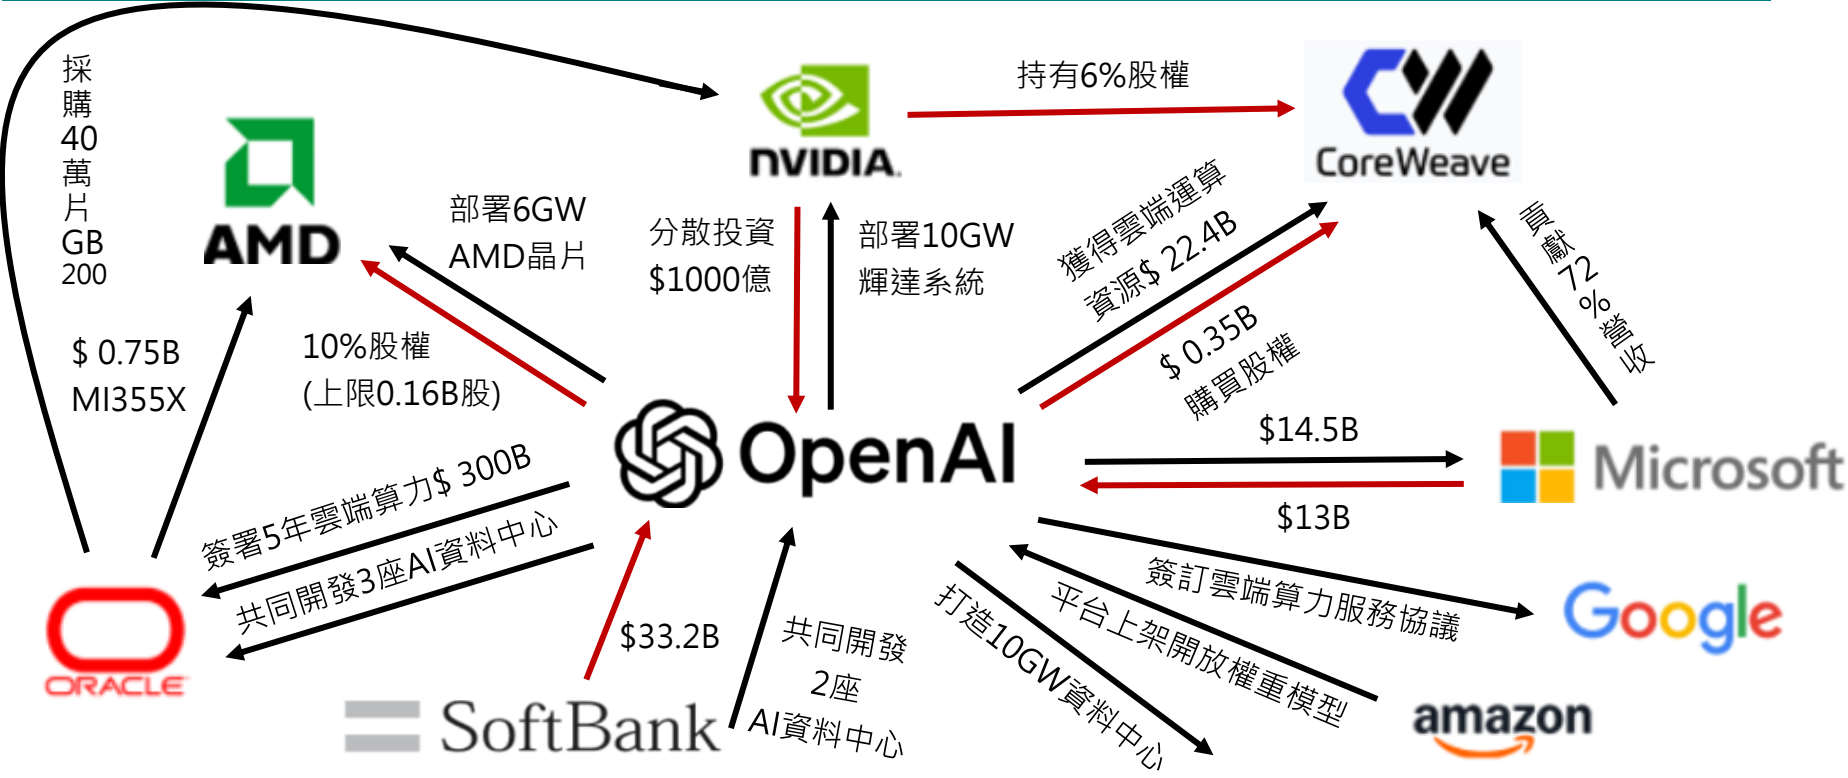 採
購
40
萬
片
GB
200
AMD
$ 0.75B
MI355X
部署6GW
AMD晶片
10%股權
(上限0.16B股)
NVIDIA.
持有6%股權
CoreWeave
分散投資
$1000億
部署10GW
輝達系統
獲得雲端運算
資源$ 22.4B
$ 0.35B
購買股權
貢
獻
72
%
營
收
OpenAI
$14.5B
$13B
Microsoft
簽署5年雲端算力$ 300B
共同開發3座AI資料中心
ORACLE
$33.2B
SoftBank
共同開發
2座
AI資料中心
打造10GW資料中心
平台上架開放權重模型
簽訂雲端算力服務協議
Google
amazon